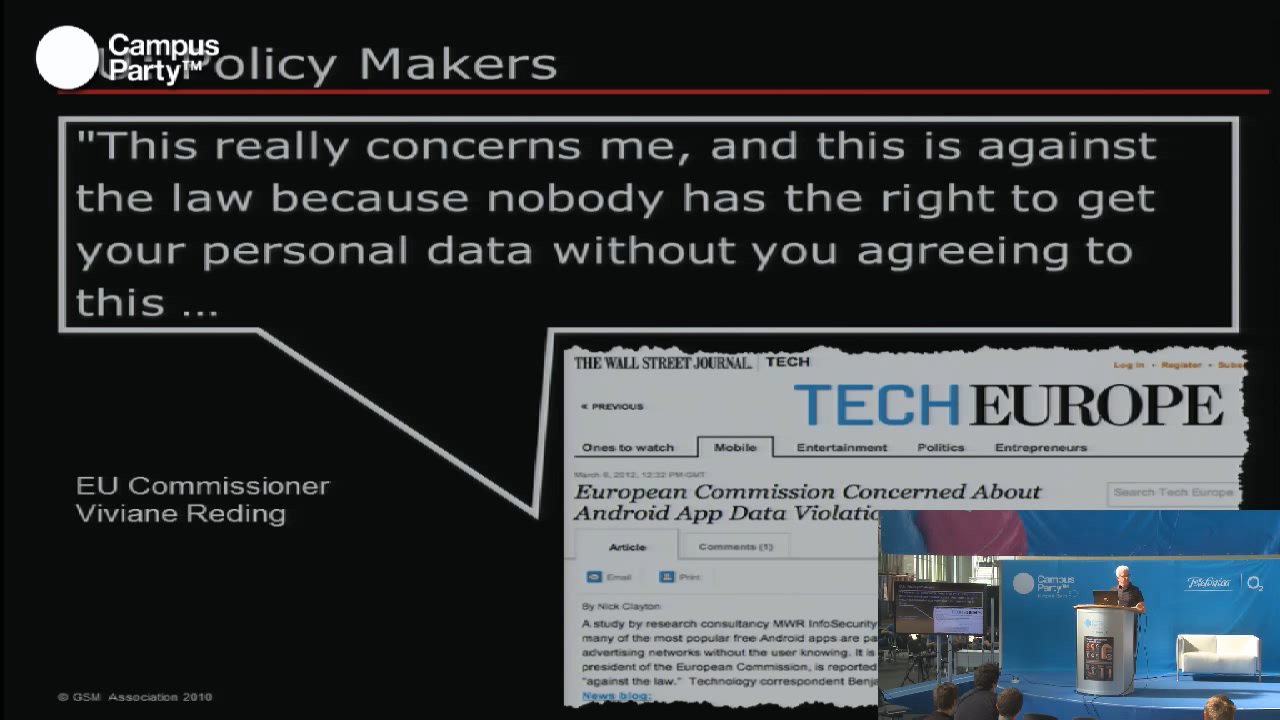 Campus
Party™
Policy Makers
"This really concerns me, and this is against
the law because nobody has the right to get
your personal data without you agreeing to
this ...
EU Commissioner
Viviane Reding
THE WALL STREET JOURNAL. TECH
Log in • Register •
« PREVIOUS
TECH EUROPE
Ones to watch
Mobile
Entertainment
Politics
Entrepreneurs
March 6, 2012, 12:32 PM GMT
European Commission Concerned About
Android App Data
Search Tech Europe
Article
Comments (1)
Email
Print
By Nick Clayton
A study by research consultancy MWR InfoSecurity
many of the most popular free Android apps are
advertising networks without the user knowing. It is
president of the European Commission, is reported
"against the law." Technology correspondent
News blog:
© GSM Association 2010
Campus
Party
Telefónica
O2